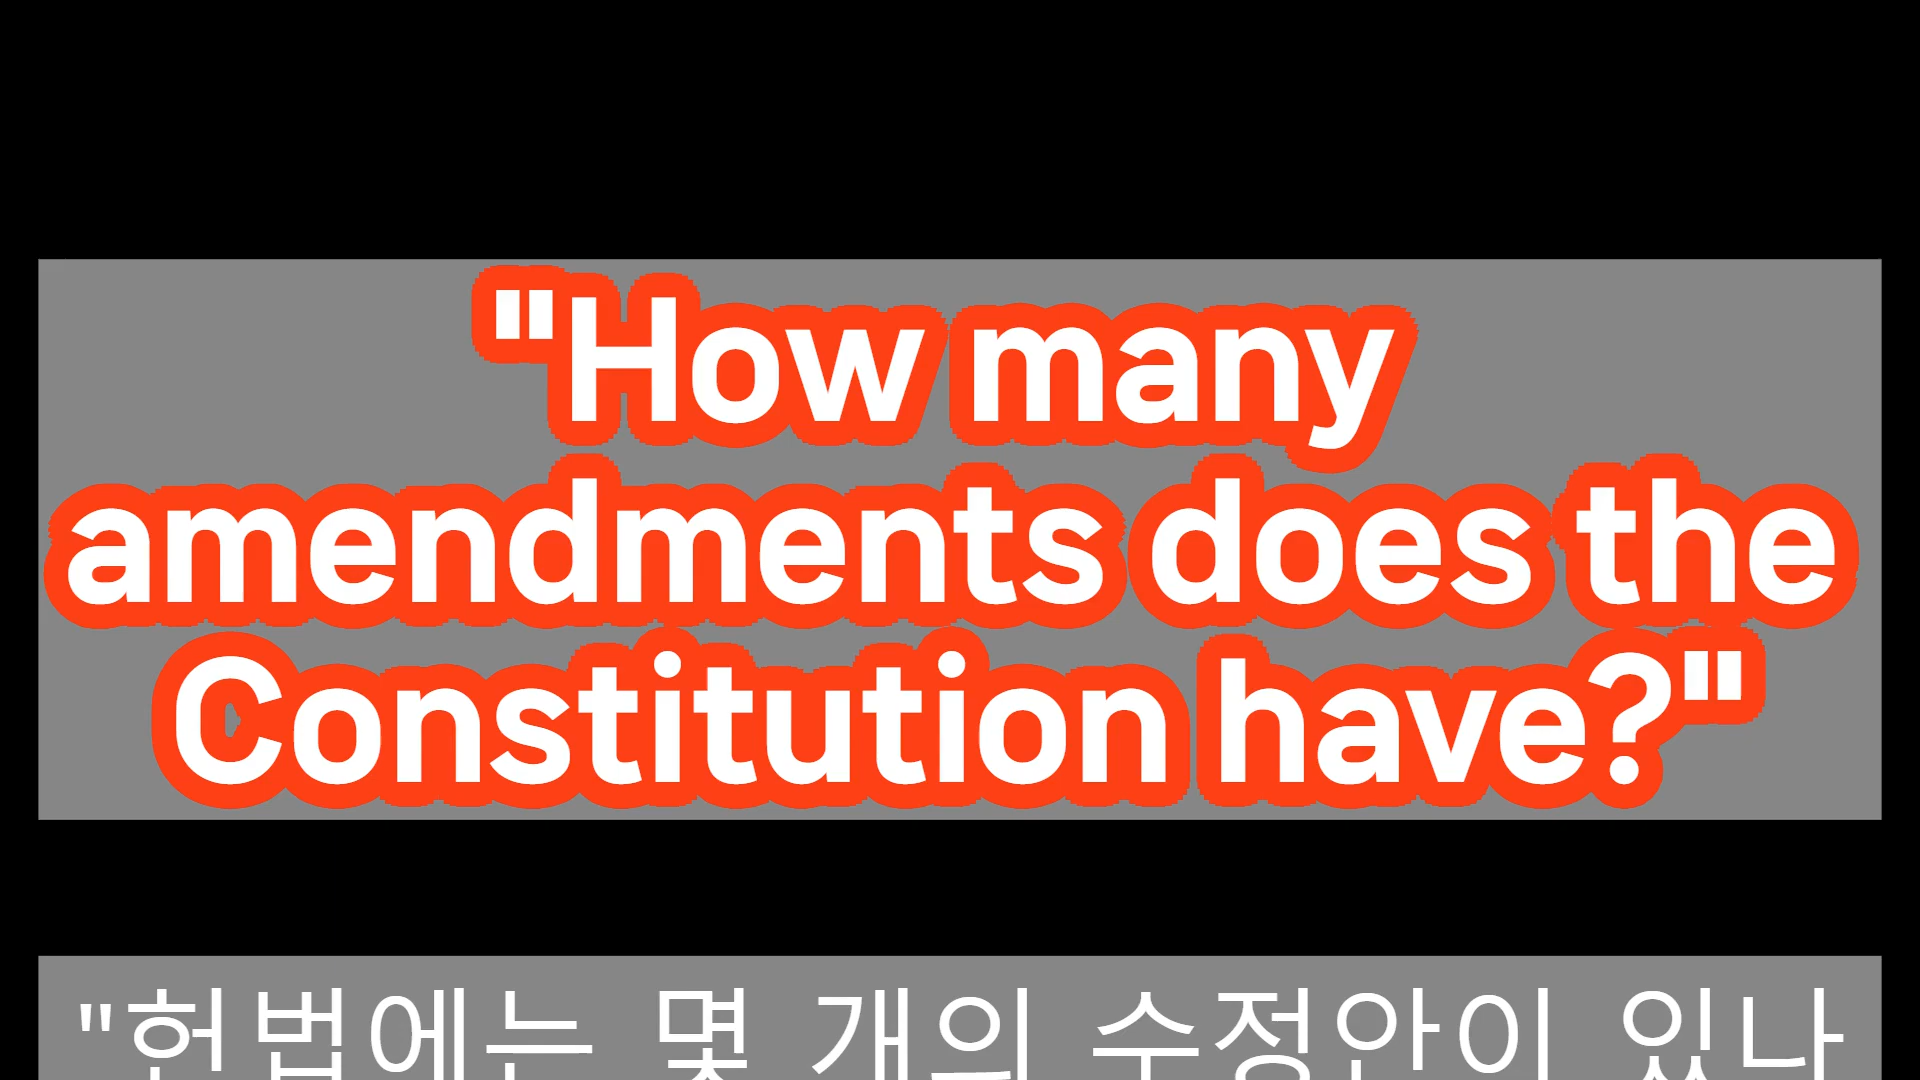 "How many
amendments does the
Constitution have?"
"헌법에는 몇 개의 수정안이 있나